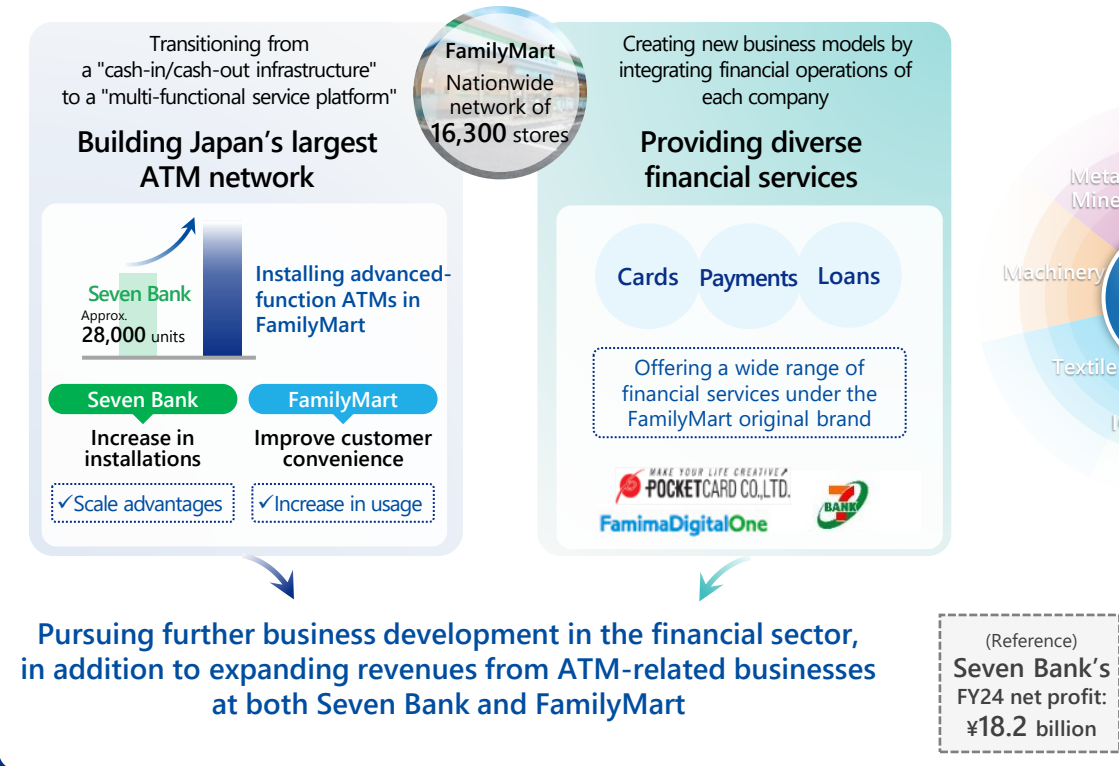 Transitioning from
a "cash-in/cash-out infrastructure"
to a "multi-functional service platform"
Building Japan's largest
ATM network
FamilyMart
Nationwide
network of
16,300 stores
Creating new business models by
integrating financial operations of
each company
Providing diverse
financial services
Seven Bank
Approx.
28,000 units
Installing advanced-
function ATMs in
FamilyMart
Seven Bank
Increase in
installations
✓Scale advantages
FamilyMart
Improve customer
convenience
✓Increase in usage
Cards Payments Loans
Offering a wide range of
financial services under the
FamilyMart original brand
MAKE YOUR LIFE CREATIVE
POCKETCARD CO.,LTD.
FamimaDigitalOne
7
BANK
Pursuing further business development in the financial sector,
in addition to expanding revenues from ATM-related businesses
at both Seven Bank and FamilyMart
(Reference)
Seven Bank's
FY24 net profit:
¥18.2 billion
Meta
Mine
Machinery
Textile